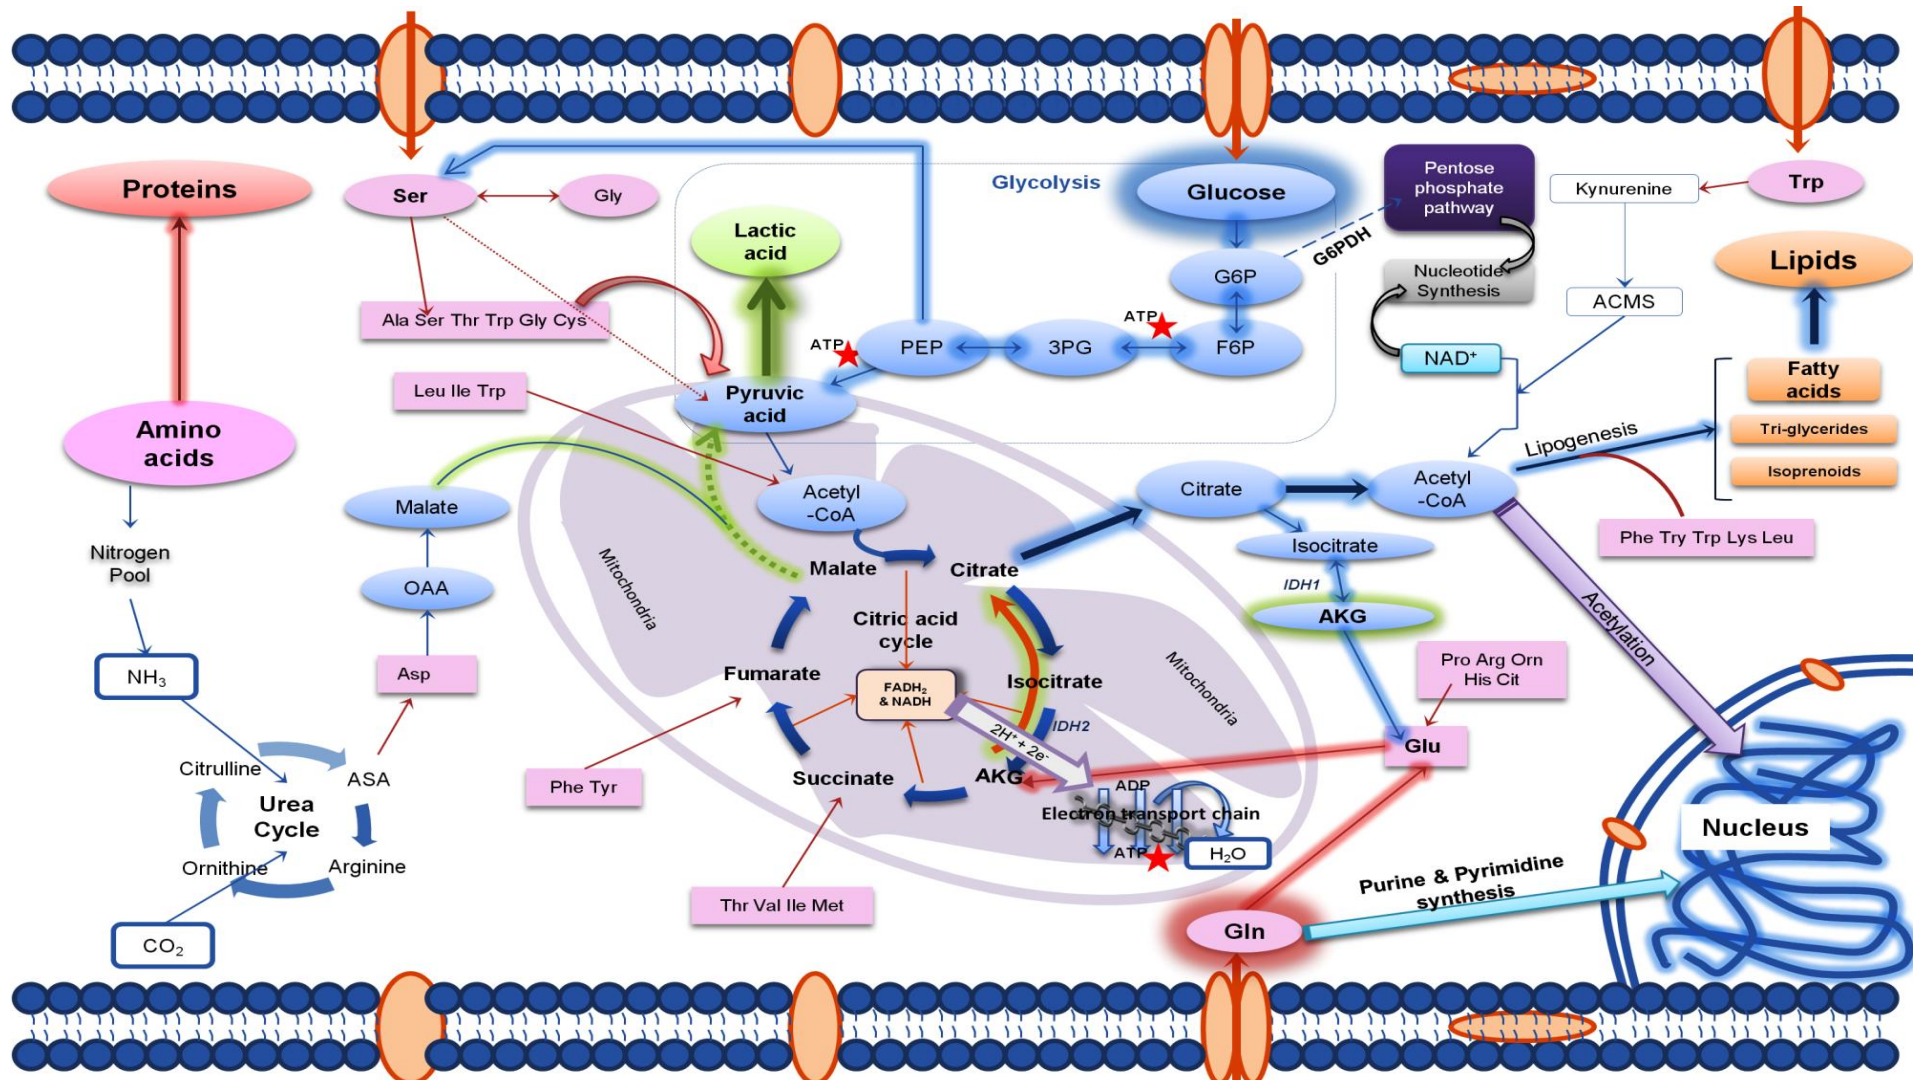 Proteins
Amino
acids
Nitrogen
Pool
NH₃
Citrulline
Urea
Cycle
ASA
Ornithine
Arginine
CO₂
Ser
Gly
Ala Ser Thr Trp Gly Cys
Leu Ile Trp
Malate
OAA
Asp
Phe Tyr
Thr Val Ile Met
Glycolysis
Lactic
acid
Glucose
G6P
G6PDH
F6P
ATP
3PG
PEP
ATP
Pyruvic
acid
Pentose
phosphate
pathway
Nucleotide
Synthesis
NAD⁺
Kynurenine
Trp
ACMS
Lipids
Fatty
acids
Tri-glycerides
Isoprenoids
Lipogenesis
Phe Try Trp Lys Leu
Acetyl
-CoA
Citrate
Isocitrate
IDH1
AKG
Acetylation
Pro Arg Orn
His Cit
Glu
Gln
Purine & Pyrimidine
synthesis
Nucleus
Mitochondria
Acetyl
-CoA
Malate
Citrate
Citric acid
cycle
Fumarate
FADH₂
& NADH
Isocitrate
IDH2
Mitochondria
2H⁺ + 2e⁻
Succinate
AKG
ADP
Electron transport chain
ATP
H₂O